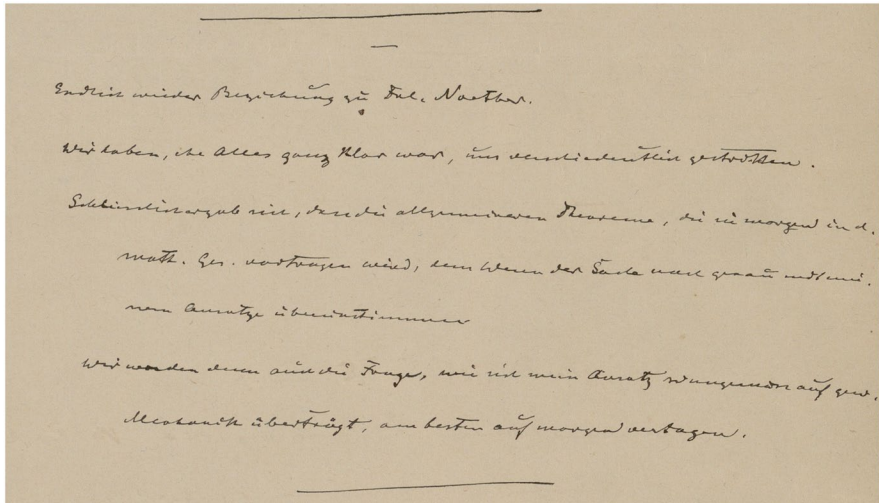 Endlich wieder Beziehung zu Frl. Noether.
Wir haben, ehe Alles ganz klar war, uns verschiedentlich gestritten.
Schliesslich ergab sich, dass die allgemeineren Theoreme, die sie morgen in d.
math. Ges. vortragen wird, dem Wesen der Sache nach genau mit mei-
nem Ansatze übereinstimmen
Wir werden denn auch die Frage, wie sich mein Ansatz sinngemäss auf gew.
Mechanik überträgt, am besten auf morgen vertagen.